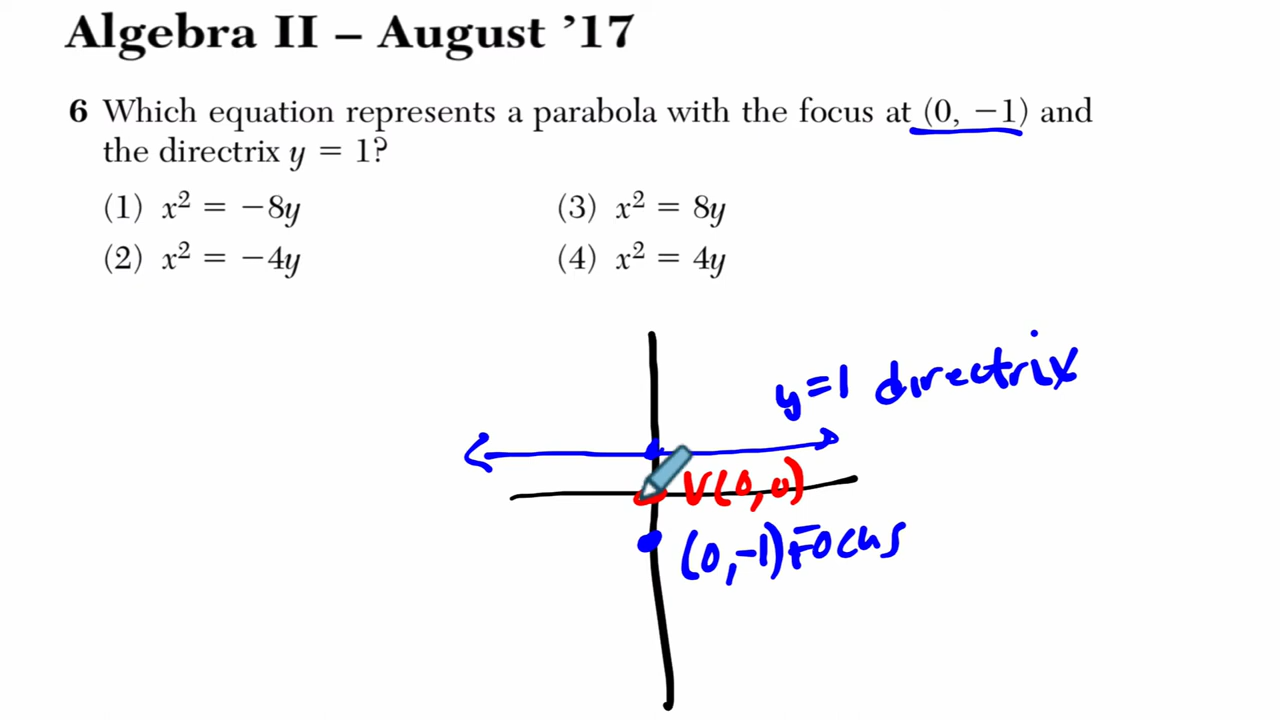 Algebra II – August ’17
6 Which equation represents a parabola with the focus at (0, −1) and
the directrix y = 1?
(1) x² = −8y (3) x² = 8y
(2) x² = −4y (4) x² = 4y
y=1 directrix
V(0,0)
(0,-1) Focus